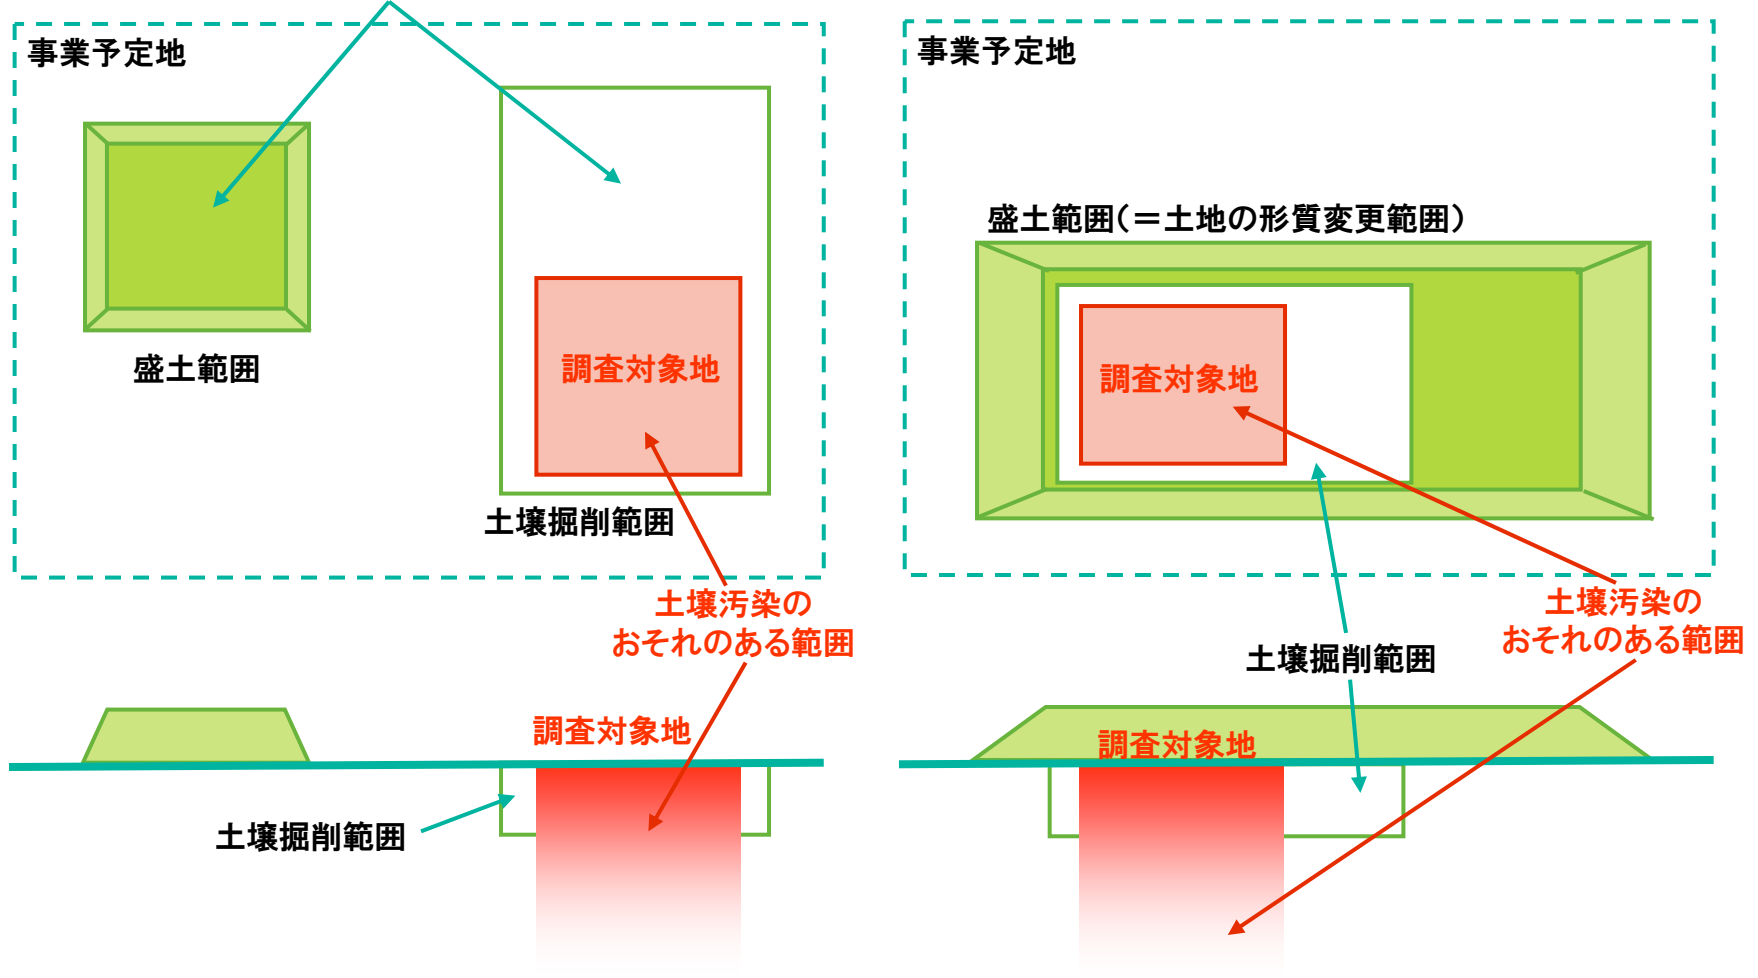 事業予定地
盛土範囲
調査対象地
土壌掘削範囲
土壌汚染の
おそれのある範囲
調査対象地
土壌掘削範囲
事業予定地
盛土範囲(=土地の形質変更範囲)
調査対象地
土壌汚染の
おそれのある範囲
土壌掘削範囲
調査対象地